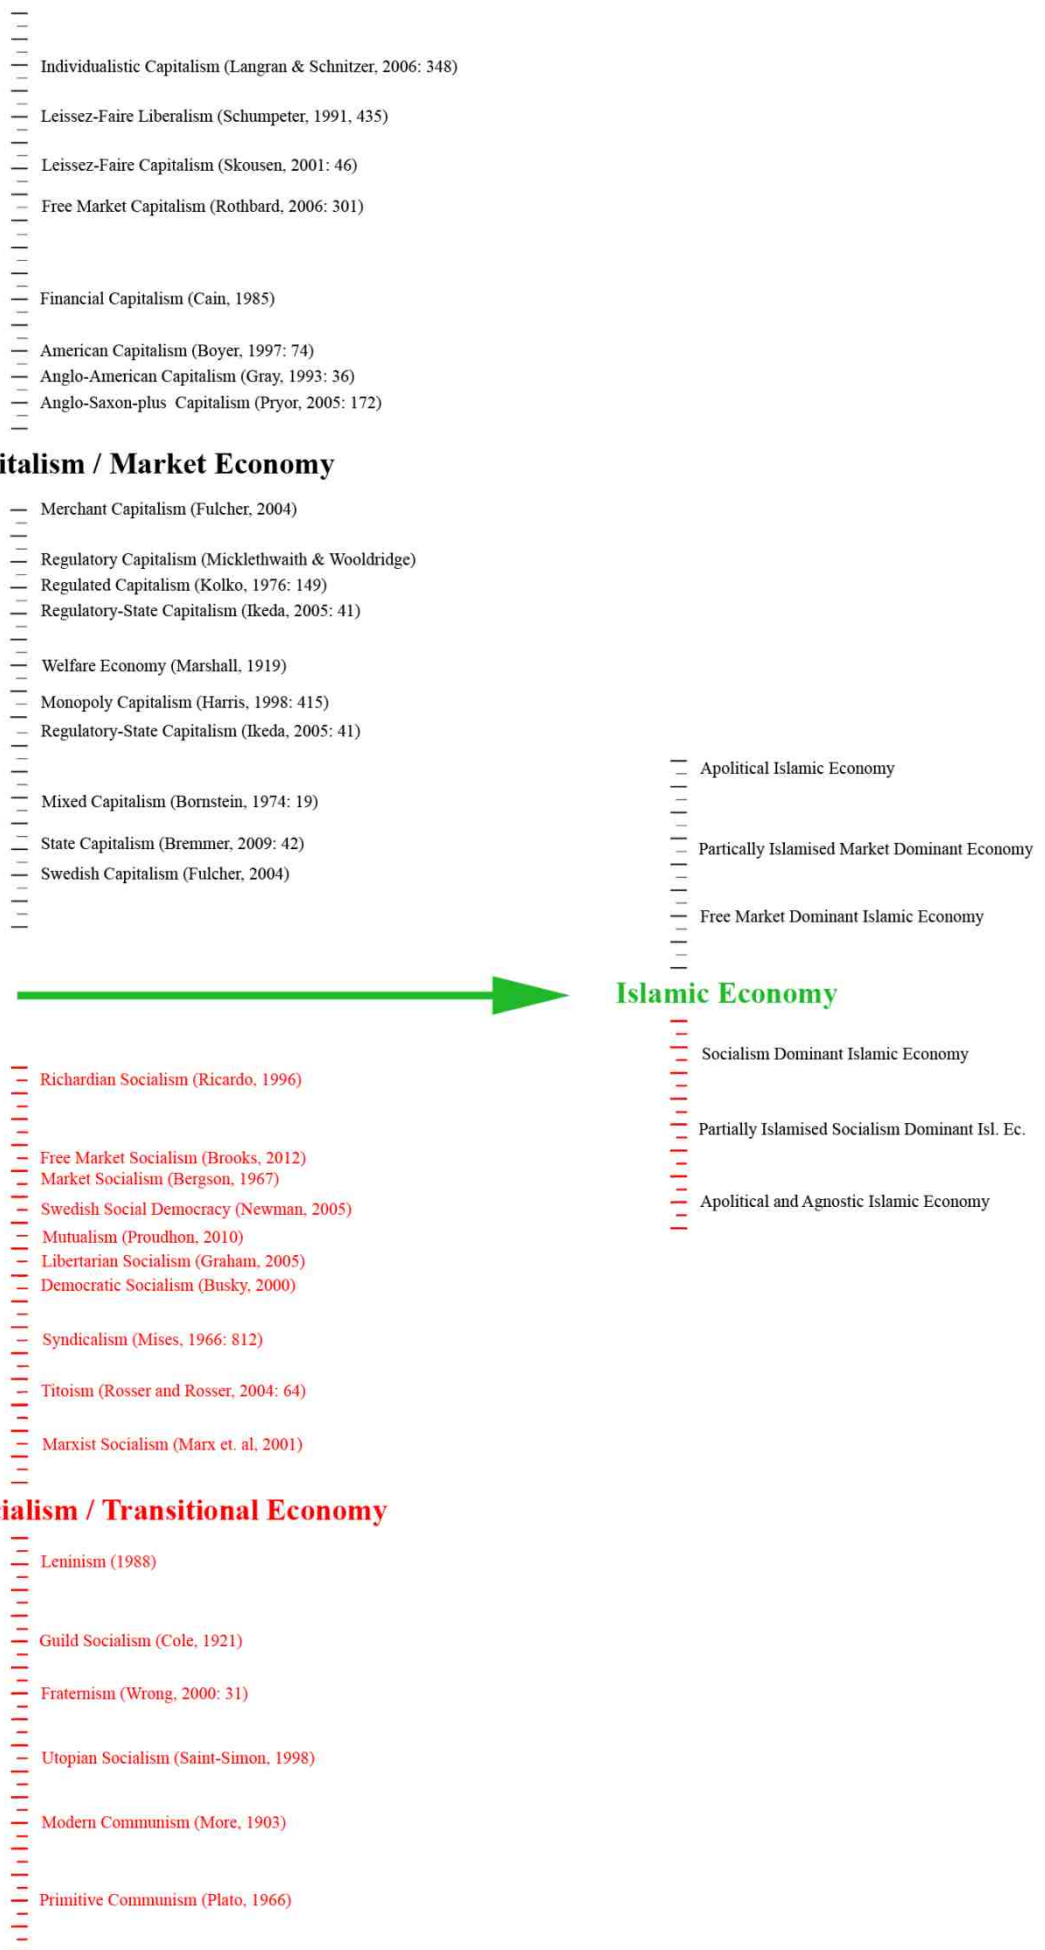 Individualistic Capitalism (Langran & Schnitzer, 2006: 348)
Leissez-Faire Liberalism (Schumpeter, 1991, 435)
Leissez-Faire Capitalism (Skousen, 2001: 46)
Free Market Capitalism (Rothbard, 2006: 301)
Financial Capitalism (Cain, 1985)
American Capitalism (Boyer, 1997: 74)
Anglo-American Capitalism (Gray, 1993: 36)
Anglo-Saxon-plus Capitalism (Pryor, 2005: 172)
italism / Market Economy
Merchant Capitalism (Fulcher, 2004)
Regulatory Capitalism (Micklethwaith & Wooldridge)
Regulated Capitalism (Kolko, 1976: 149)
Regulatory-State Capitalism (Ikeda, 2005: 41)
Welfare Economy (Marshall, 1919)
Monopoly Capitalism (Harris, 1998: 415)
Regulatory-State Capitalism (Ikeda, 2005: 41)
Mixed Capitalism (Bornstein, 1974: 19)
State Capitalism (Bremmer, 2009: 42)
Swedish Capitalism (Fulcher, 2004)
Apolitical Islamic Economy
Partically Islamised Market Dominant Economy
Free Market Dominant Islamic Economy
Islamic Economy
Socialism Dominant Islamic Economy
Partially Islamised Socialism Dominant Isl. Ec.
Apolitical and Agnostic Islamic Economy
Richardian Socialism (Ricardo, 1996)
Free Market Socialism (Brooks, 2012)
Market Socialism (Bergson, 1967)
Swedish Social Democracy (Newman, 2005)
Mutualism (Proudhon, 2010)
Libertarian Socialism (Graham, 2005)
Democratic Socialism (Busky, 2000)
Syndicalism (Mises, 1966: 812)
Titoism (Rosser and Rosser, 2004: 64)
Marxist Socialism (Marx et. al, 2001)
ialism / Transitional Economy
Leninism (1988)
Guild Socialism (Cole, 1921)
Fraternism (Wrong, 2000: 31)
Utopian Socialism (Saint-Simon, 1998)
Modern Communism (More, 1903)
Primitive Communism (Plato, 1966)